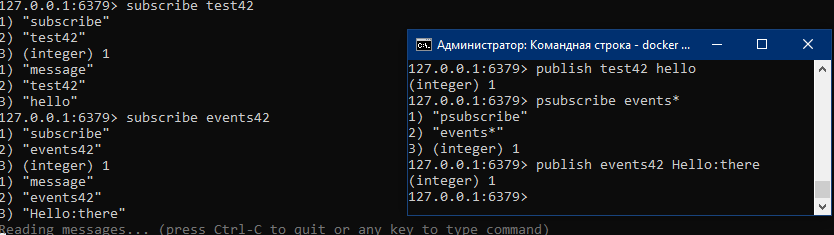 127.0.0.1:6379> subscribe test42
1) "subscribe"
2) "test42"
3) (integer) 1
1) "message"
2) "test42"
3) "hello"
127.0.0.1:6379> subscribe events42
1) "subscribe"
2) "events42"
3) (integer) 1
1) "message"
2) "events42"
3) "Hello:there"
Reading messages... (press Ctrl-C to quit or any key to type command)
Администратор: Командная строка - docker ...
127.0.0.1:6379> publish test42 hello
(integer) 1
127.0.0.1:6379> psubscribe events*
1) "psubscribe"
2) "events*"
3) (integer) 1
127.0.0.1:6379> publish events42 Hello:there
(integer) 1
127.0.0.1:6379>